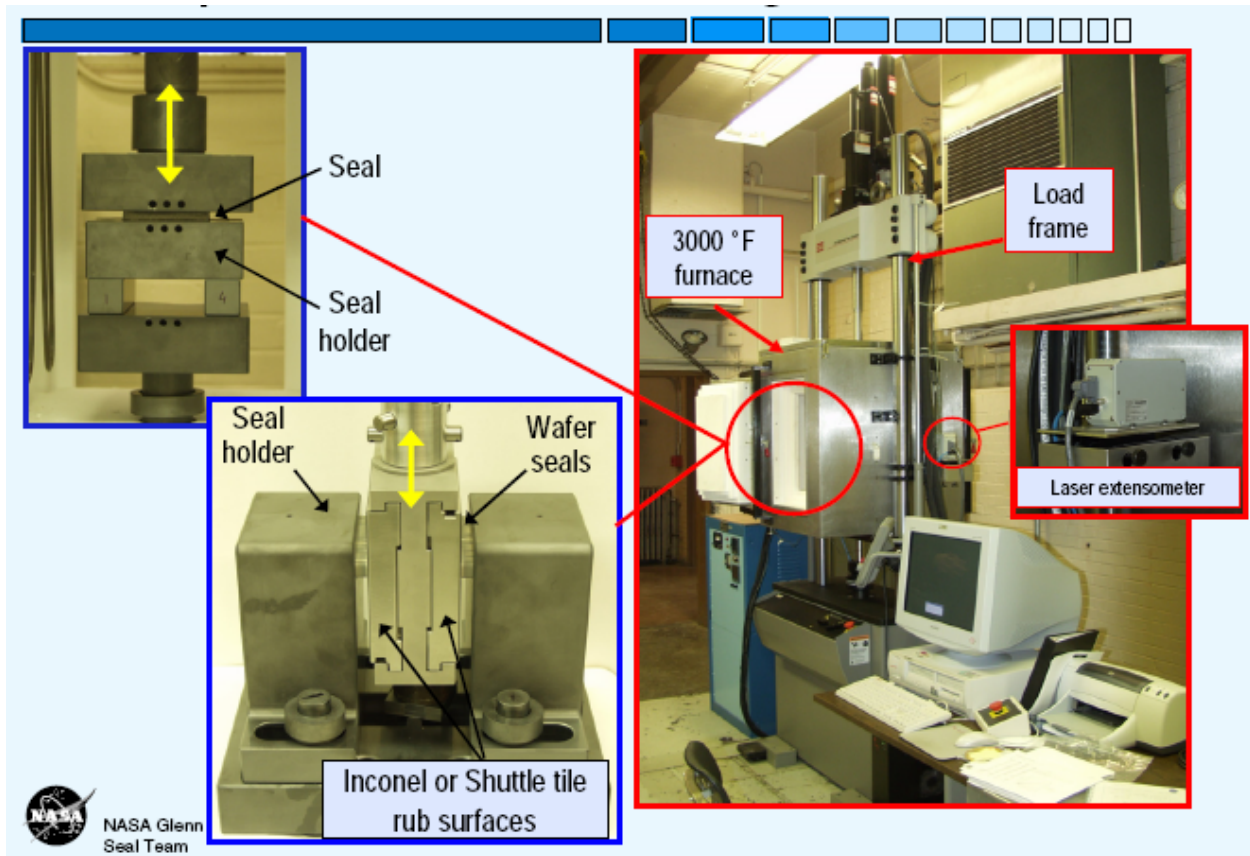 Seal
Seal
holder
Seal
holder
Wafer
seals
Inconel or Shuttle tile
rub surfaces
3000 °F
furnace
Load
frame
Laser extensometer
1
4
NASA
NASA Glenn
Seal Team